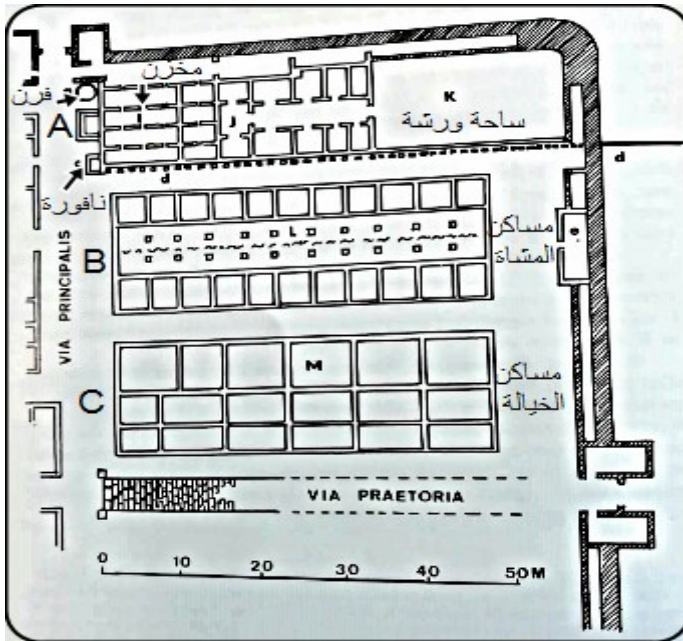 مخزن
فرن
A
I
J
K
ساحة ورشة
c
d
d
نافورة
B
L
مساكن
المشاة
e
VIA PRINCIPALIS
C
M
مساكن
الخيالة
VIA PRAETORIA
0 10 20 30 40 50M